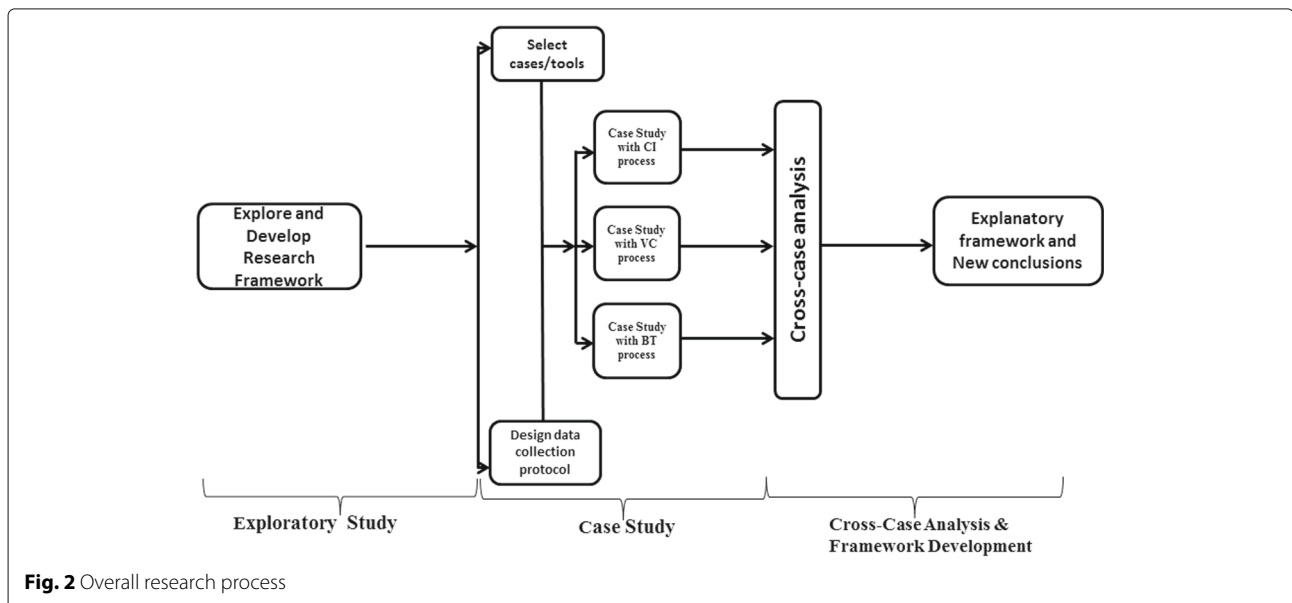 Explore and
Develop
Research
Framework
Select
cases/tools
Design data
collection
protocol
Case Study
with CI
process
Case Study
with VC
process
Case Study
with BT
process
Cross-case analysis
Explanatory
framework and
New conclusions
Exploratory Study
Case Study
Cross-Case Analysis &
Framework Development
Fig. 2 Overall research process